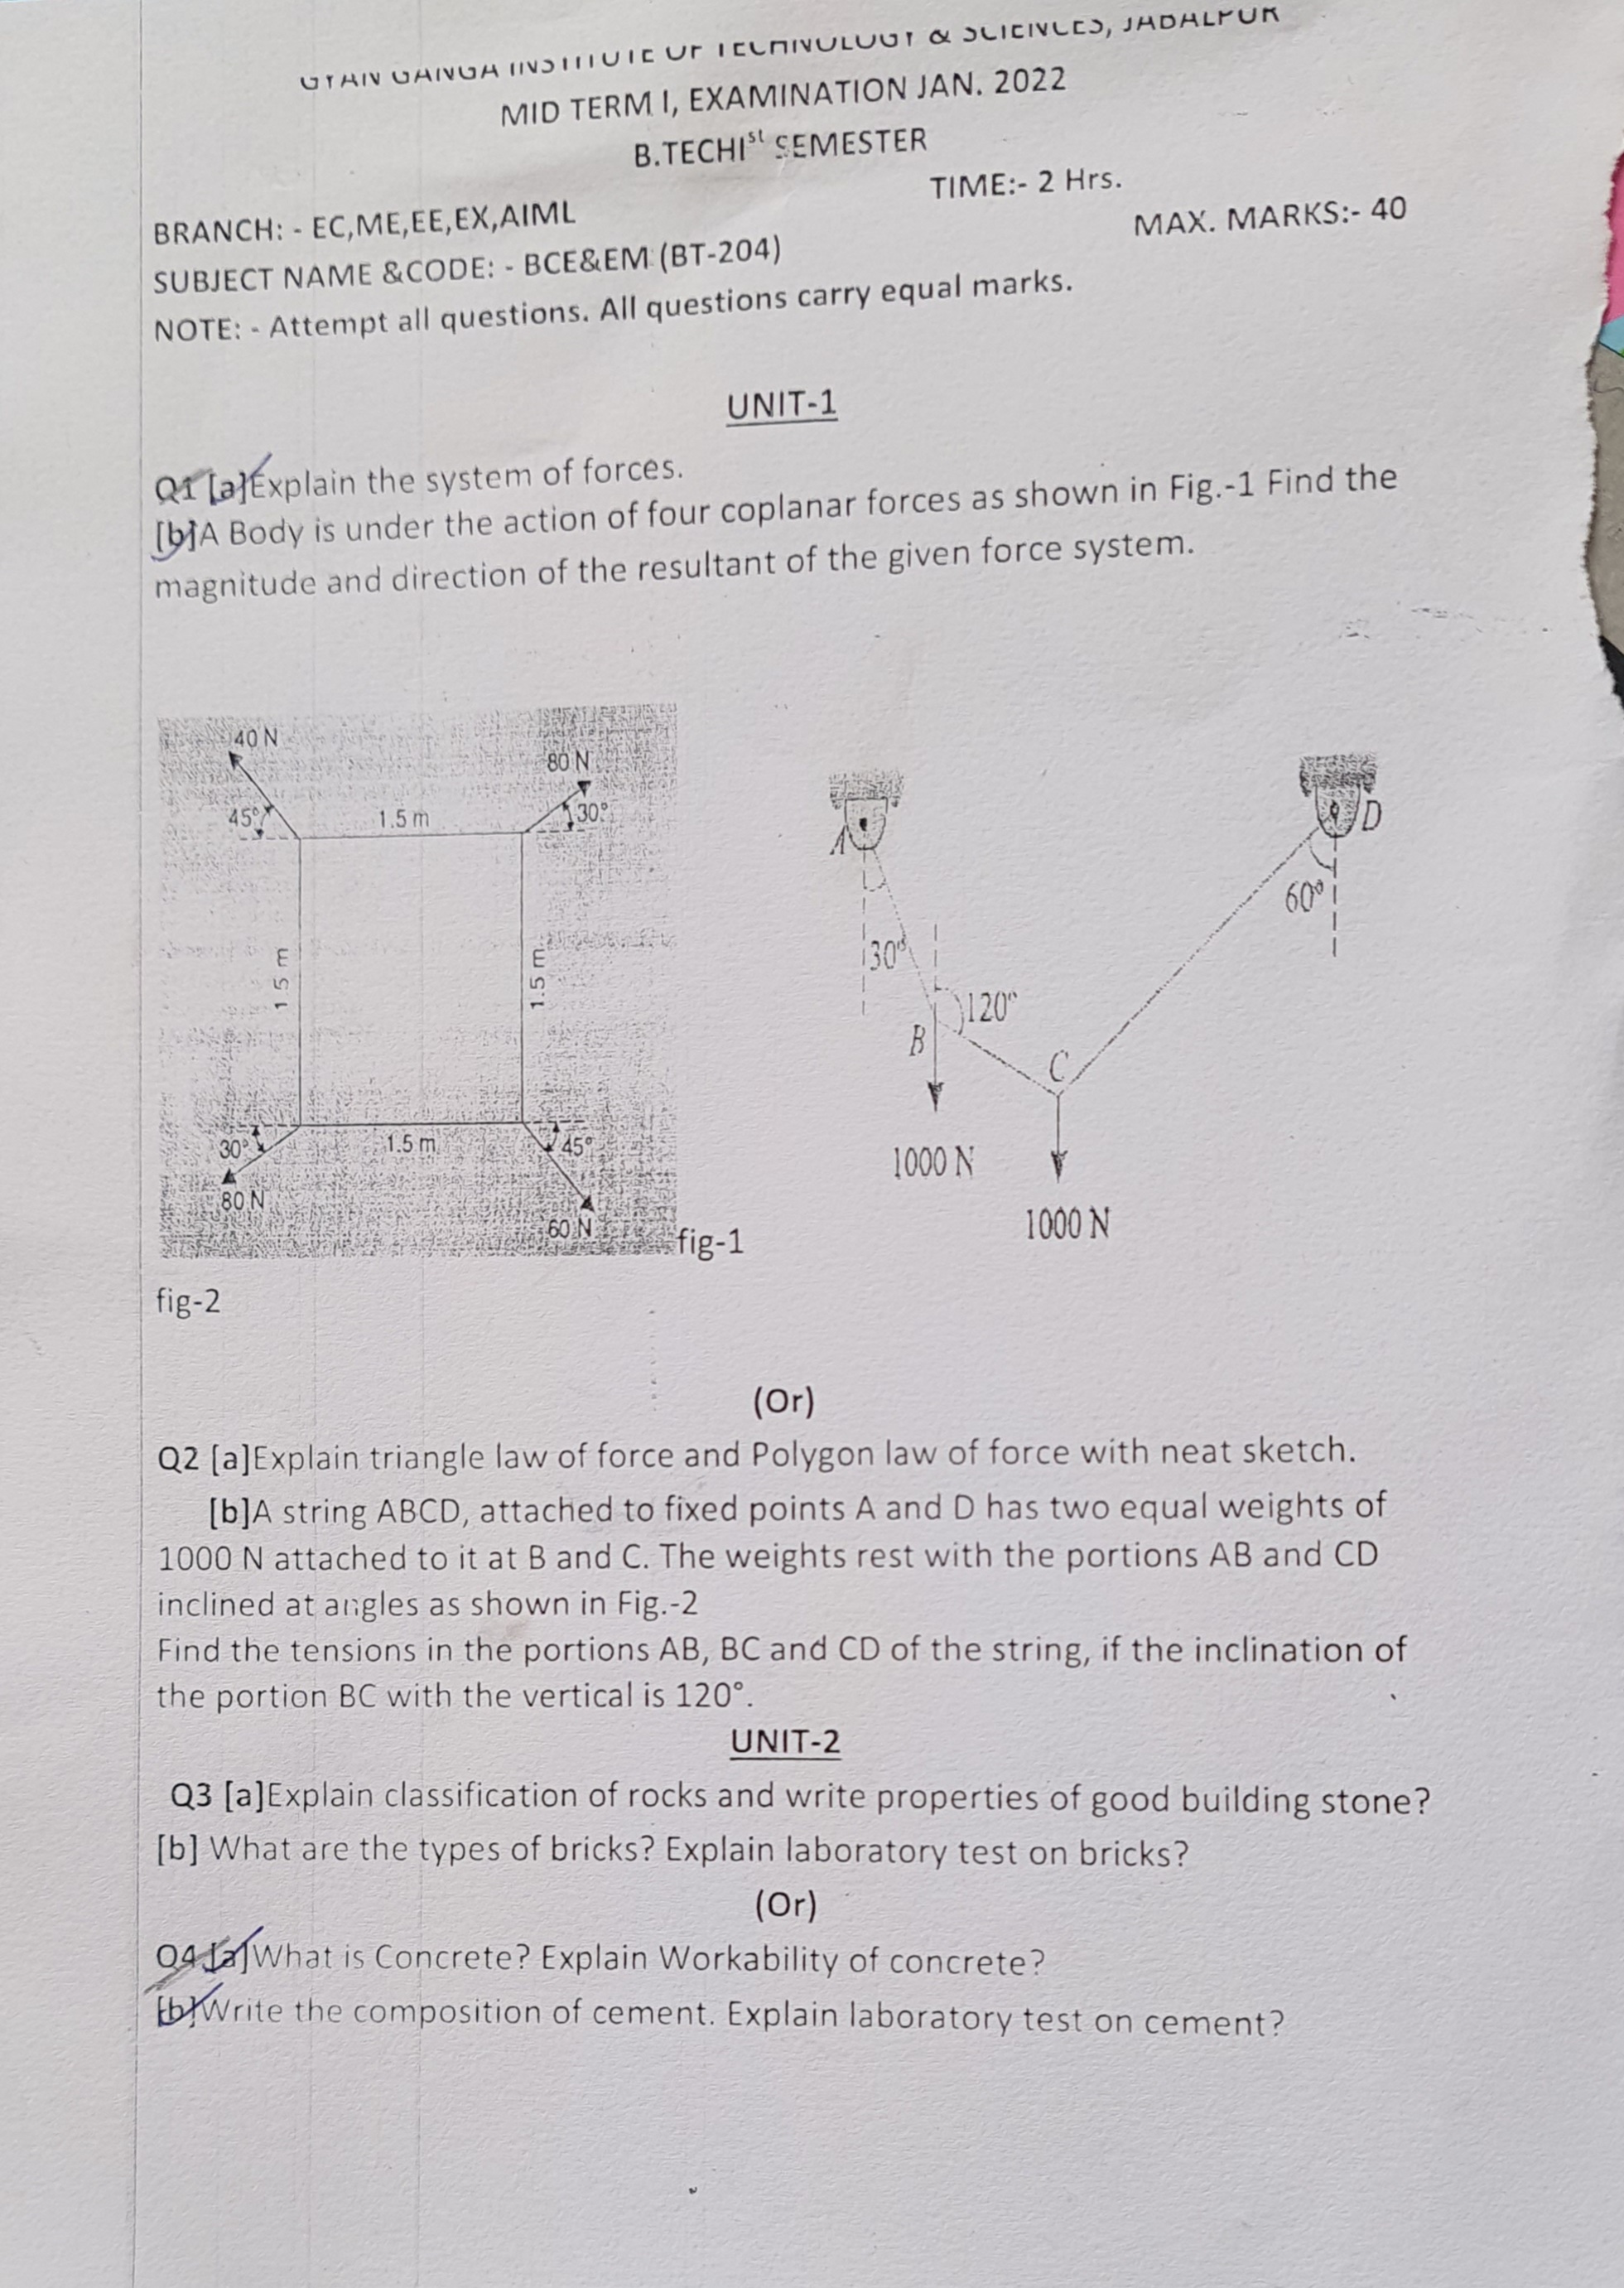 GYAN GANGA INSTITUTE OF TECHNOLOGY & SCIENCES, JABALPUR
MID TERM I, EXAMINATION JAN. 2022
B.TECHIst SEMESTER
TIME:- 2 Hrs.
BRANCH: - EC,ME,EE,EX,AIML
MAX. MARKS:- 40
SUBJECT NAME &CODE: - BCE&EM (BT-204)
NOTE: - Attempt all questions. All questions carry equal marks.
UNIT-1
Q1 [a]Explain the system of forces.
[b]A Body is under the action of four coplanar forces as shown in Fig.-1 Find the
magnitude and direction of the resultant of the given force system.
40 N
80 N
45°
1.5 m
30°
1.5 m
1.5 m
30°
1.5 m
45°
80 N
60 N
fig-1
A
D
60°
30°
120°
B
C
1000 N
1000 N
fig-2
(Or)
Q2 [a]Explain triangle law of force and Polygon law of force with neat sketch.
[b]A string ABCD, attached to fixed points A and D has two equal weights of
1000 N attached to it at B and C. The weights rest with the portions AB and CD
inclined at angles as shown in Fig.-2
Find the tensions in the portions AB, BC and CD of the string, if the inclination of
the portion BC with the vertical is 120°.
UNIT-2
Q3 [a]Explain classification of rocks and write properties of good building stone?
[b] What are the types of bricks? Explain laboratory test on bricks?
(Or)
Q4 [a]What is Concrete? Explain Workability of concrete?
[b]Write the composition of cement. Explain laboratory test on cement?